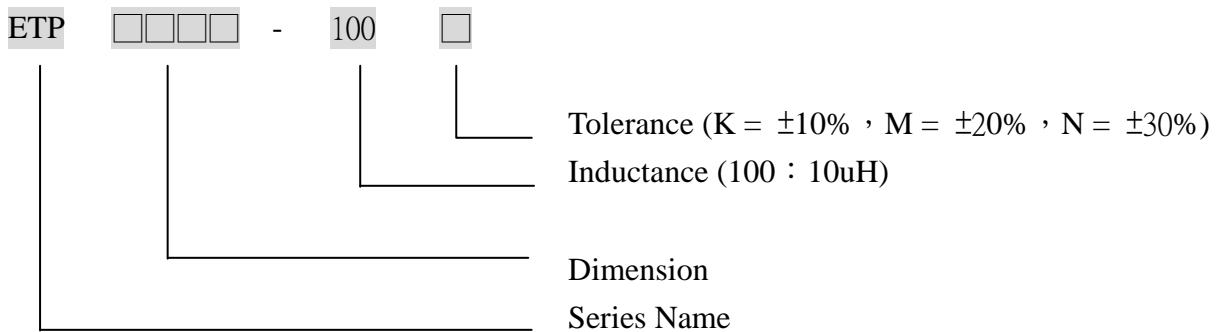 ETP □□□□ - 100 □
Tolerance (K = ±10%，M = ±20%，N = ±30%)
Inductance (100：10uH)
Dimension
Series Name